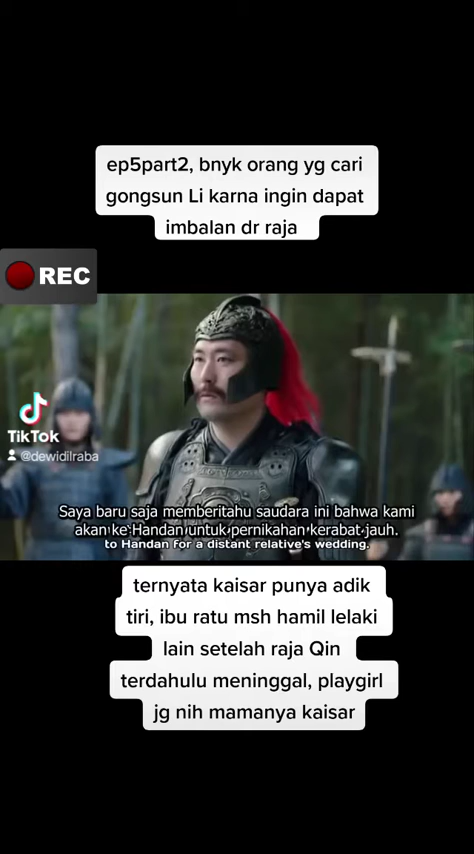 ep5part2, bnyk orang yg cari
gongsun Li karna ingin dapat
imbalan dr raja
REC
TikTok
@dewidilraba
Saya baru saja memberitahu saudara ini bahwa kami
akan ke Handan untuk pernikahan kerabat jauh.
to Handan for a distant relative's wedding.
ternyata kaisar punya adik
tiri, ibu ratu msh hamil lelaki
lain setelah raja Qin
terdahulu meninggal, playgirl
jg nih mamanya kaisar